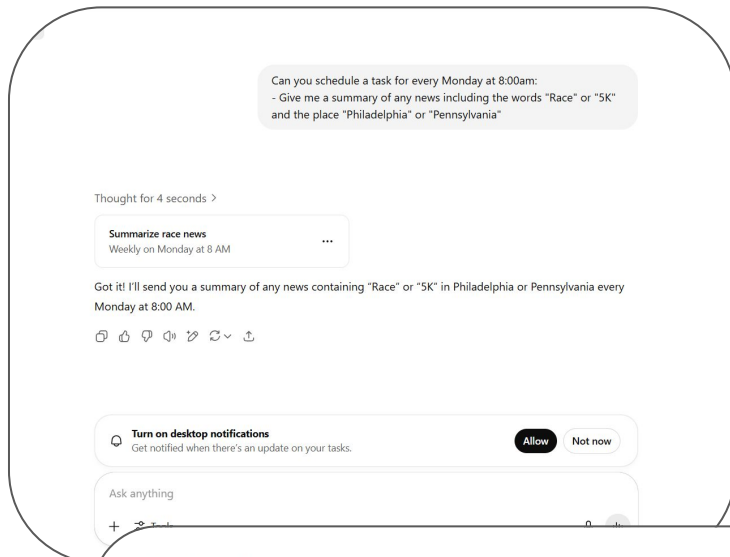 Can you schedule a task for every Monday at 8:00am:
- Give me a summary of any news including the words "Race" or "5K"
and the place "Philadelphia" or "Pennsylvania"
Thought for 4 seconds >
Summarize race news
Weekly on Monday at 8 AM
Got it! I'll send you a summary of any news containing “Race” or “5K” in Philadelphia or Pennsylvania every
Monday at 8:00 AM.
Turn on desktop notifications
Get notified when there's an update on your tasks.
Allow
Not now
Ask anything